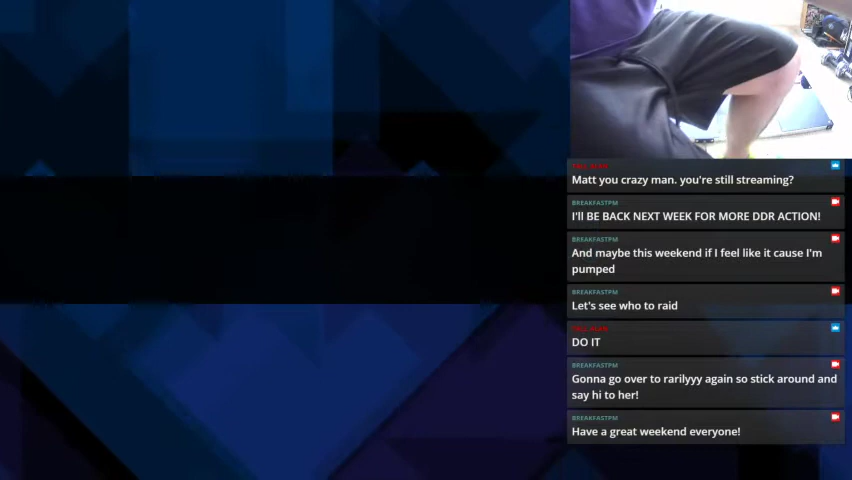 Matt you crazy man. you're still streaming?
BREAKFASTPM
I'll BE BACK NEXT WEEK FOR MORE DDR ACTION!
BREAKFASTPM
And maybe this weekend if I feel like it cause I'm
pumped
BREAKFASTPM
Let's see who to raid
DO IT
BREAKFASTPM
Gonna go over to rarilyyy again so stick around and
say hi to her!
BREAKFASTPM
Have a great weekend everyone!